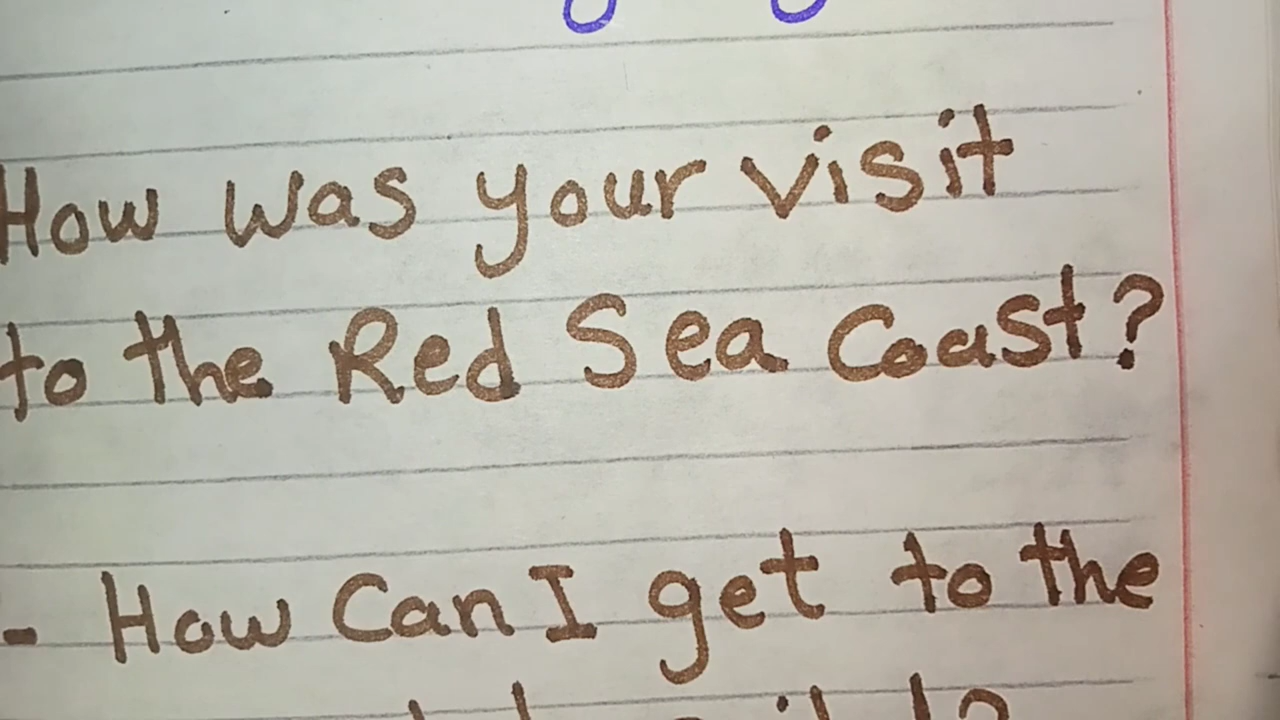 How was your visit
to the Red Sea Coast?
- How Can I get to the